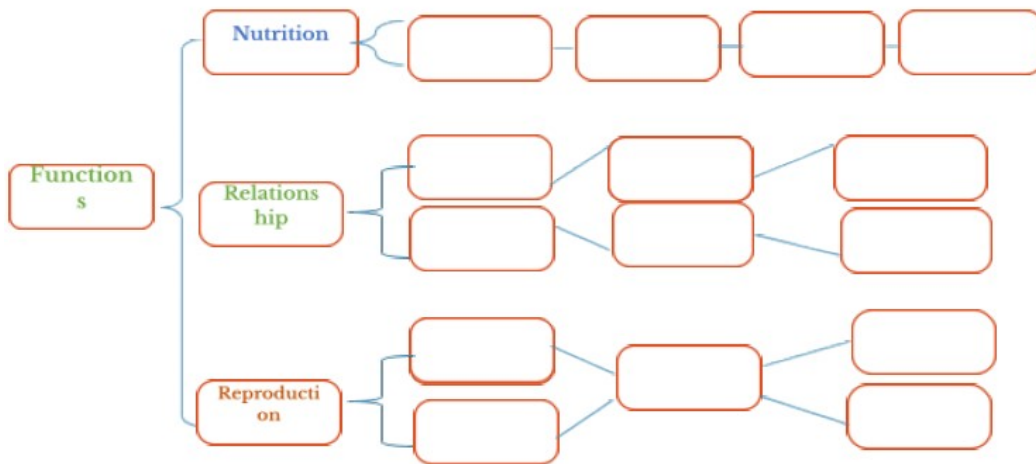 Nutrition
Function
s
Relations
hip
Reproducti
on